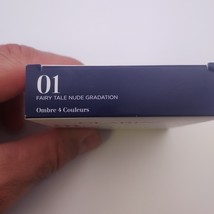 01
FAIRY TALE NUDE GRADATION
Ombre 4 Couleurs